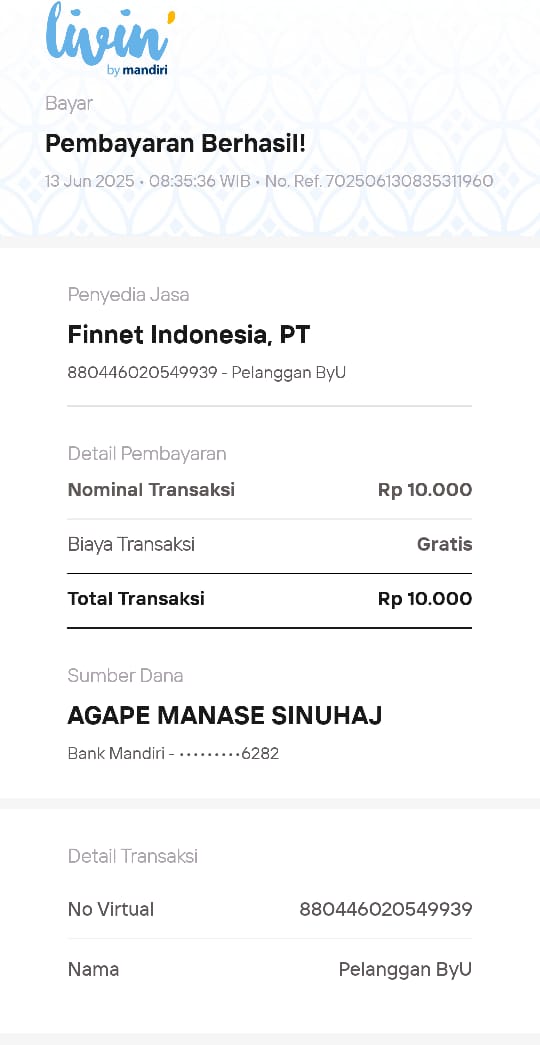 livin'
by mandiri
Bayar
Pembayaran Berhasil!
13 Jun 2025 • 08:35:36 WIB • No. Ref. 702506130835311960
Penyedia Jasa
Finnet Indonesia, PT
880446020549939 - Pelanggan ByU
Detail Pembayaran
Nominal Transaksi Rp 10.000
Biaya Transaksi Gratis
Total Transaksi Rp 10.000
Sumber Dana
AGAPE MANASE SINUHAJ
Bank Mandiri - •••••••••6282
Detail Transaksi
No Virtual 880446020549939
Nama Pelanggan ByU